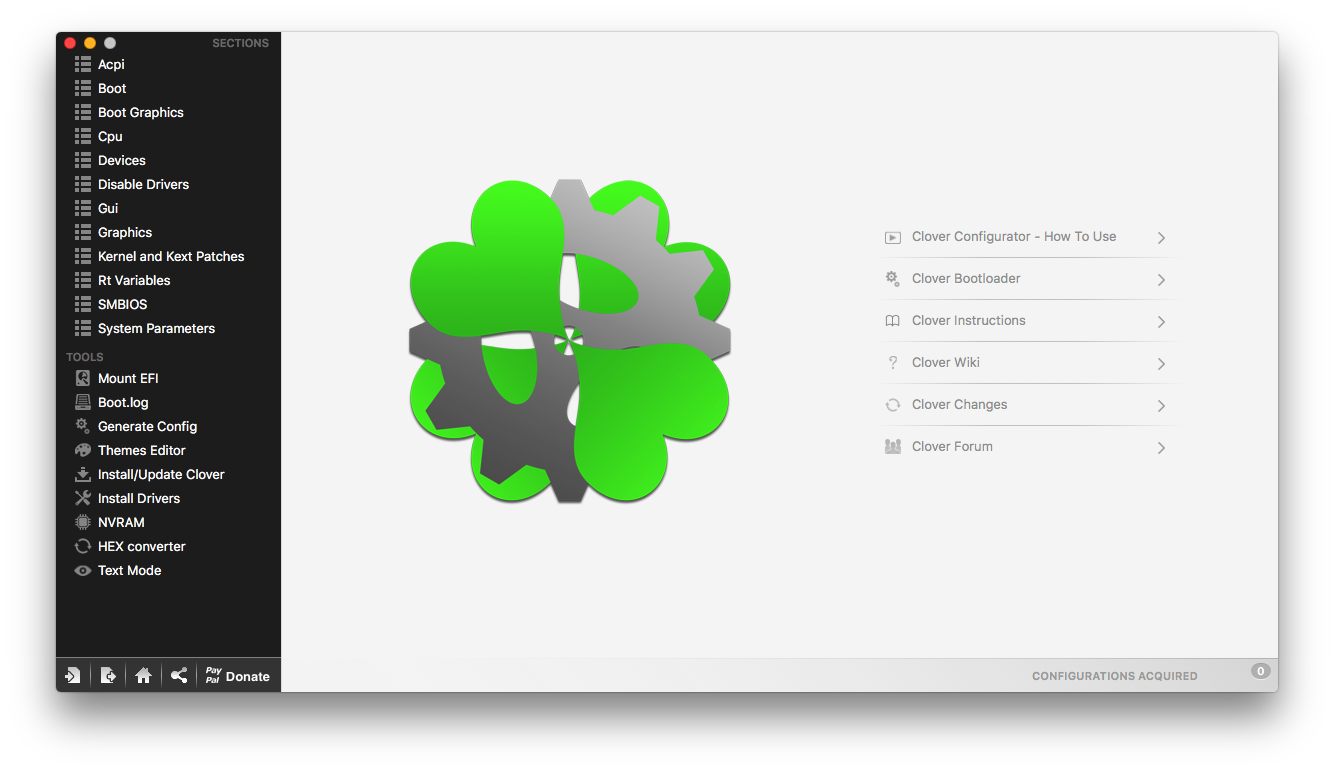 SECTIONS
Acpi
Boot
Boot Graphics
Cpu
Devices
Disable Drivers
Gui
Graphics
Kernel and Kext Patches
Rt Variables
SMBIOS
System Parameters
TOOLS
Mount EFI
Boot.log
Generate Config
Themes Editor
Install/Update Clover
Install Drivers
NVRAM
HEX converter
Text Mode
Pay
Pal
Donate
Clover Configurator - How To Use
Clover Bootloader
Clover Instructions
? Clover Wiki
Clover Changes
Clover Forum
CONFIGURATIONS ACQUIRED
0